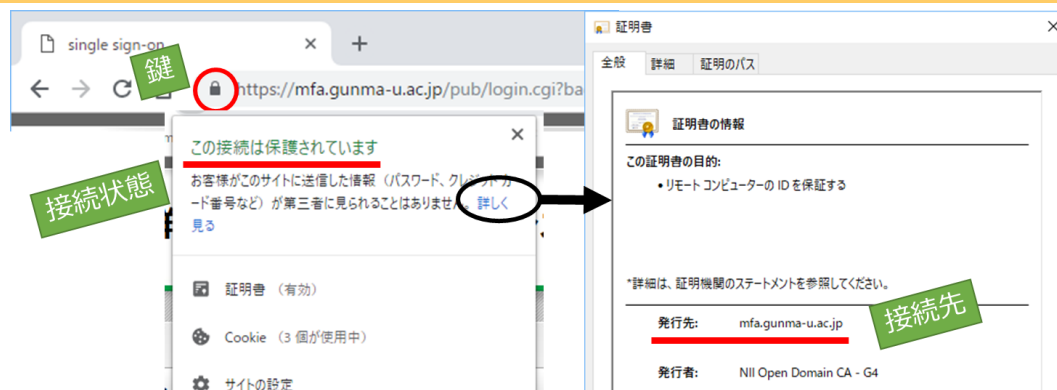 single sign-on
鍵
https://mfa.gunma-u.ac.jp/pub/login.cgi?ba
この接続は保護されています
お客様がこのサイトに送信した情報（パスワード、クレジットカ
ード番号など）が第三者に見られることはありません。詳しく
見る
接続状態
証明書（有効）
Cookie（3 個が使用中）
サイトの設定
証明書
全般 詳細 証明のパス
証明書の情報
この証明書の目的:
• リモート コンピューターの ID を保証する
*詳細は、証明機関のステートメントを参照してください。
発行先: mfa.gunma-u.ac.jp
接続先
発行者: NII Open Domain CA - G4